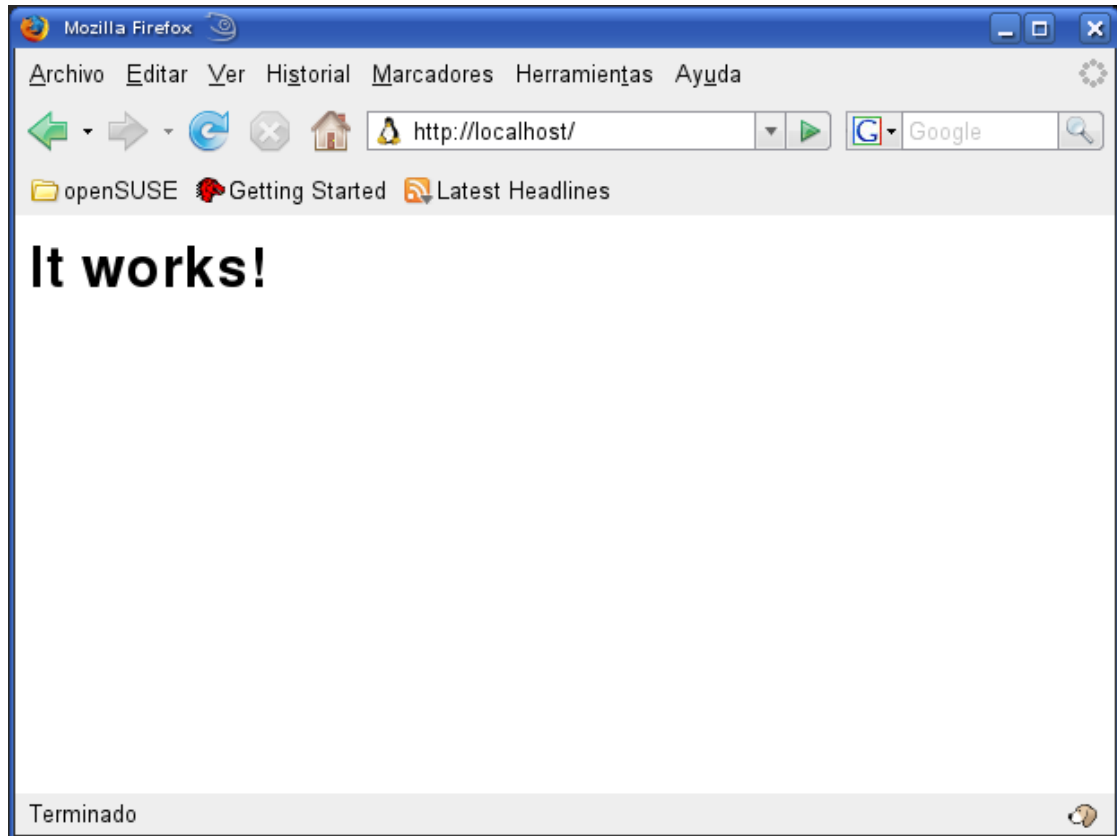 Mozilla Firefox
Archivo Editar Ver Historial Marcadores Herramientas Ayuda
http://localhost/ G Google
openSUSE Getting Started Latest Headlines
It works!
Terminado